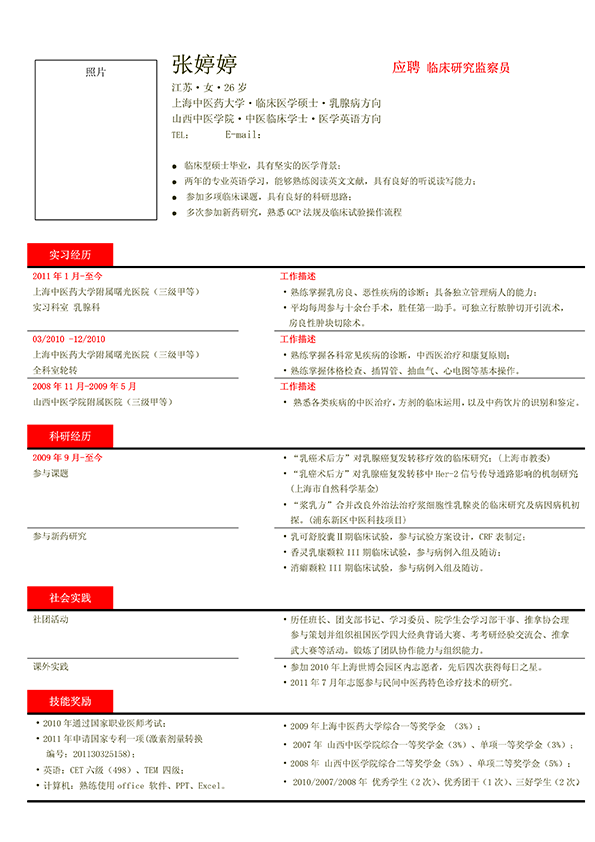 照片
张婷婷
应聘 临床研究监察员
江苏·女·26 岁
上海中医药大学·临床医学硕士·乳腺病方向
山西中医学院·中医临床学士·医学英语方向
TEL: E-mail:
● 临床型硕士毕业，具有坚实的医学背景；
● 两年的专业英语学习，能够熟练阅读英文文献，具有良好的听说读写能力；
● 参加多项临床课题，具有良好的科研思路；
● 多次参加新药研究，熟悉 GCP 法规及临床试验操作流程
实习经历
2011 年 1 月-至今
上海中医药大学附属曙光医院（三级甲等）
实习科室 乳腺科
工作描述
·熟练掌握乳房良、恶性疾病的诊断；具备独立管理病人的能力；
·平均每周参与十余台手术，胜任第一助手。可独立行脓肿切开引流术，
房良性肿块切除术。
03/2010 -12/2010
上海中医药大学附属曙光医院（三级甲等）
全科室轮转
工作描述
·熟练掌握各科常见疾病的诊断，中西医治疗和康复原则；
·熟练掌握体格检查、插胃管、抽血气、心电图等基本操作。
2008 年 11 月-2009 年 5 月
山西中医学院附属医院（三级甲等）
工作描述
· 熟悉各类疾病的中医治疗，方剂的临床运用，以及中药饮片的识别和鉴定。
科研经历
2009 年 9 月-至今
参与课题
·“乳癌术后方”对乳腺癌复发转移疗效的临床研究；(上海市教委)
·“乳癌术后方”对乳腺癌复发转移中 Her-2 信号传导通路影响的机制研究
(上海市自然科学基金)
·“浆乳方”合并改良外治法治疗浆细胞性乳腺炎的临床研究及病因病机初
探。(浦东新区中医科技项目)
参与新药研究
·乳可舒胶囊Ⅱ期临床试验，参与试验方案设计，CRF 表制定；
·香灵乳康颗粒 III 期临床试验，参与病例入组及随访；
·消癖颗粒 III 期临床试验，参与病例入组及随访。
社会实践
社团活动
·历任班长、团支部书记、学习委员、院学生会学习部干事、推拿协会理
参与策划并组织祖国医学四大经典背诵大赛、考考研经验交流会、推拿
武大赛等活动。锻炼了团队协作能力与组织能力。
课外实践
·参加 2010 年上海世博会园区内志愿者，先后四次获得每日之星。
·2011 年 7 月年志愿参与民间中医药特色诊疗技术的研究。
技能奖励
·2010 年通过国家职业医师考试；
·2011 年申请国家专利一项(激素剂量转换
编号：201130325158)；
·英语：CET 六级（498）、TEM 四级；
·计算机：熟练使用 office 软件、PPT、Excel。
·2009 年上海中医药大学综合一等奖学金 （3%）；
· 2007 年 山西中医学院综合一等奖学金（3%）、单项一等奖学金（3%）；
·2008 年 山西中医学院综合二等奖学金（5%）、单项二等奖学金（5%）；
· 2010/2007/2008 年 优秀学生（2 次）、优秀团干（1 次）、三好学生（2 次）